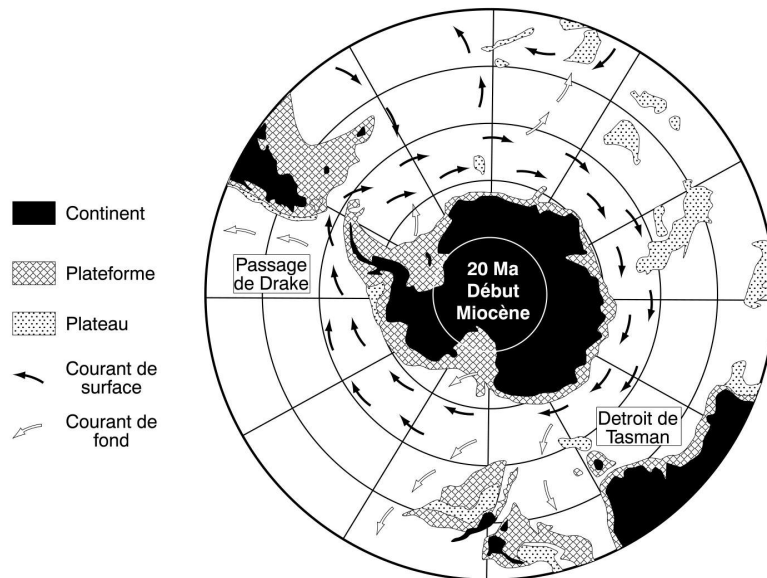 Continent
Plateforme
Plateau
Courant de
surface
Courant de
fond
Passage
de Drake
20 Ma
Début
Miocène
Detroit de
Tasman